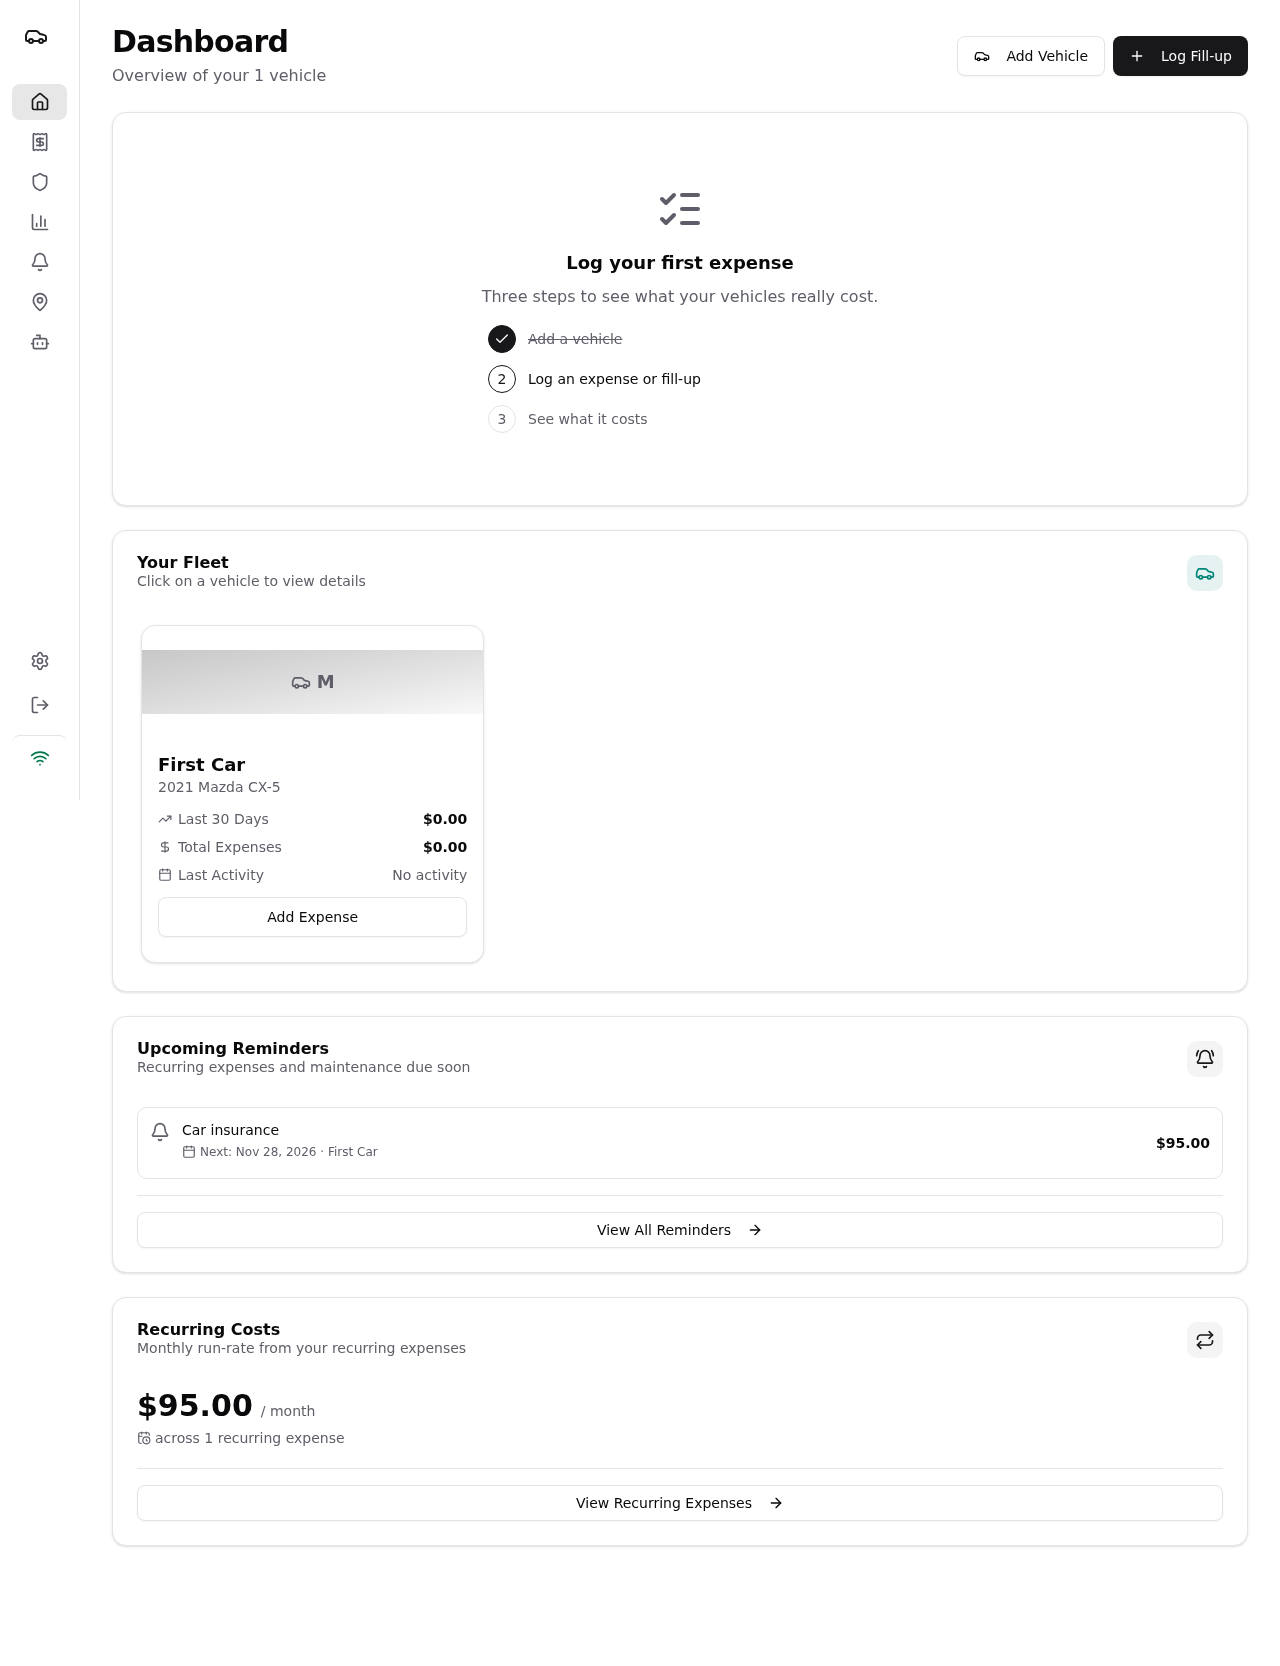 Dashboard
Overview of your 1 vehicle
Add Vehicle
Log Fill-up
Log your first expense
Three steps to see what your vehicles really cost.
Add a vehicle
2 Log an expense or fill-up
3 See what it costs
Your Fleet
Click on a vehicle to view details
M
First Car
2021 Mazda CX-5
Last 30 Days $0.00
Total Expenses $0.00
Last Activity No activity
Add Expense
Upcoming Reminders
Recurring expenses and maintenance due soon
Car insurance
Next: Nov 28, 2026 · First Car
$95.00
View All Reminders
Recurring Costs
Monthly run-rate from your recurring expenses
$95.00 / month
across 1 recurring expense
View Recurring Expenses